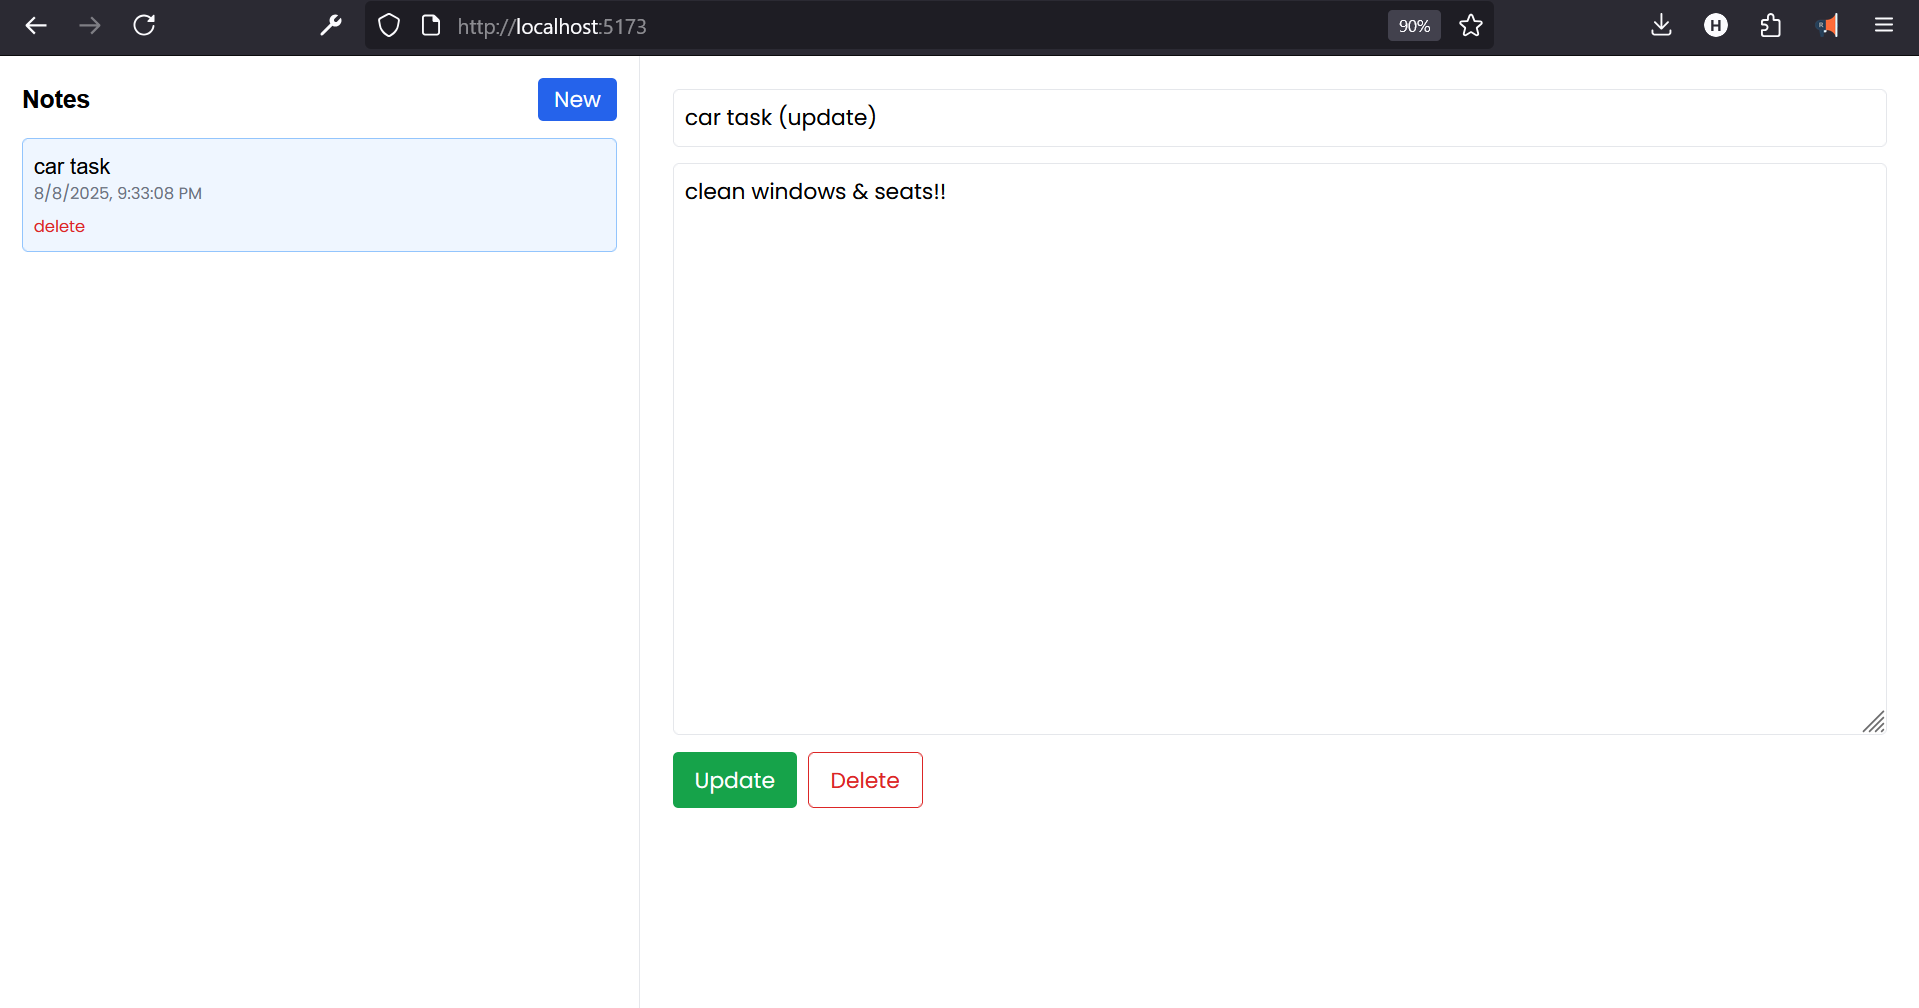 http://localhost:5173
90%
H
Notes
New
car task
8/8/2025, 9:33:08 PM
delete
car task (update)
clean windows & seats!!
Update
Delete